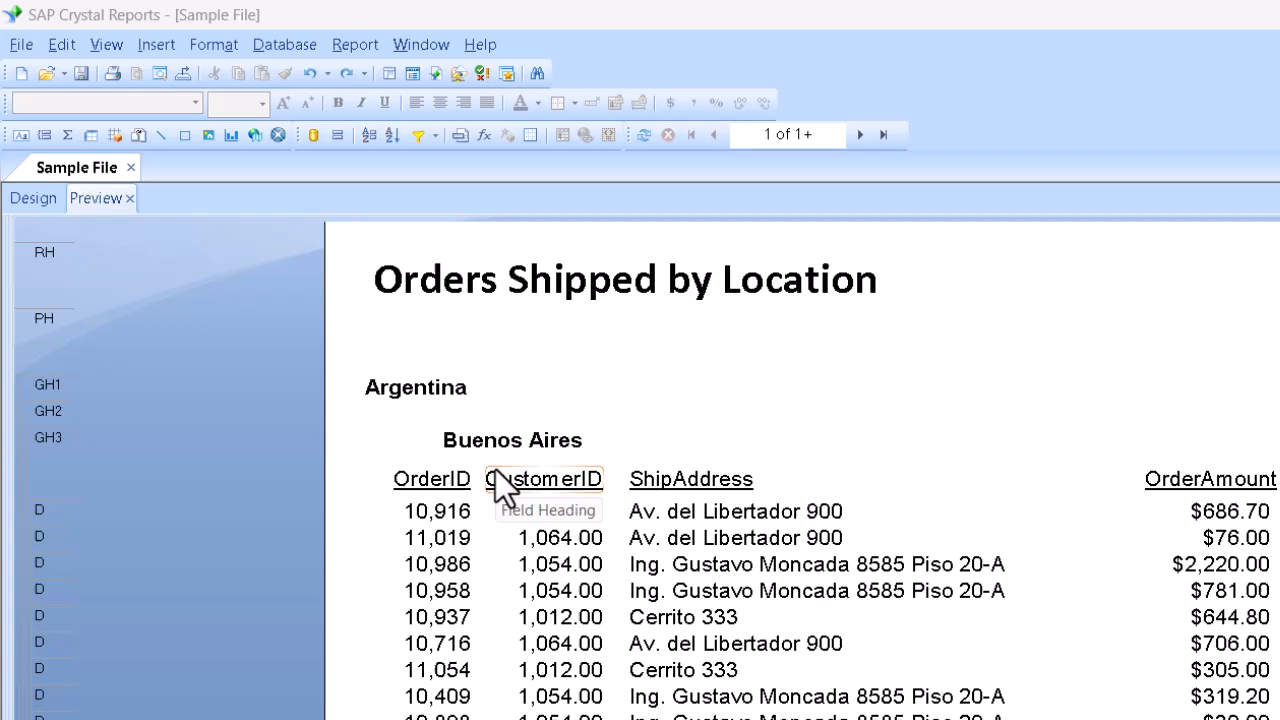 SAP Crystal Reports - [Sample File]
File Edit View Insert Format Database Report Window Help
1 of 1+
Sample File
Design Preview
RH
Orders Shipped by Location
PH
GH1 Argentina
GH2
GH3 Buenos Aires
OrderID CustomerID ShipAddress OrderAmount
Field Heading
D 10,916 Av. del Libertador 900 $686.70
D 11,019 1,064.00 Av. del Libertador 900 $76.00
D 10,986 1,054.00 Ing. Gustavo Moncada 8585 Piso 20-A $2,220.00
D 10,958 1,054.00 Ing. Gustavo Moncada 8585 Piso 20-A $781.00
D 10,937 1,012.00 Cerrito 333 $644.80
D 10,716 1,064.00 Av. del Libertador 900 $706.00
D 11,054 1,012.00 Cerrito 333 $305.00
D 10,409 1,054.00 Ing. Gustavo Moncada 8585 Piso 20-A $319.20